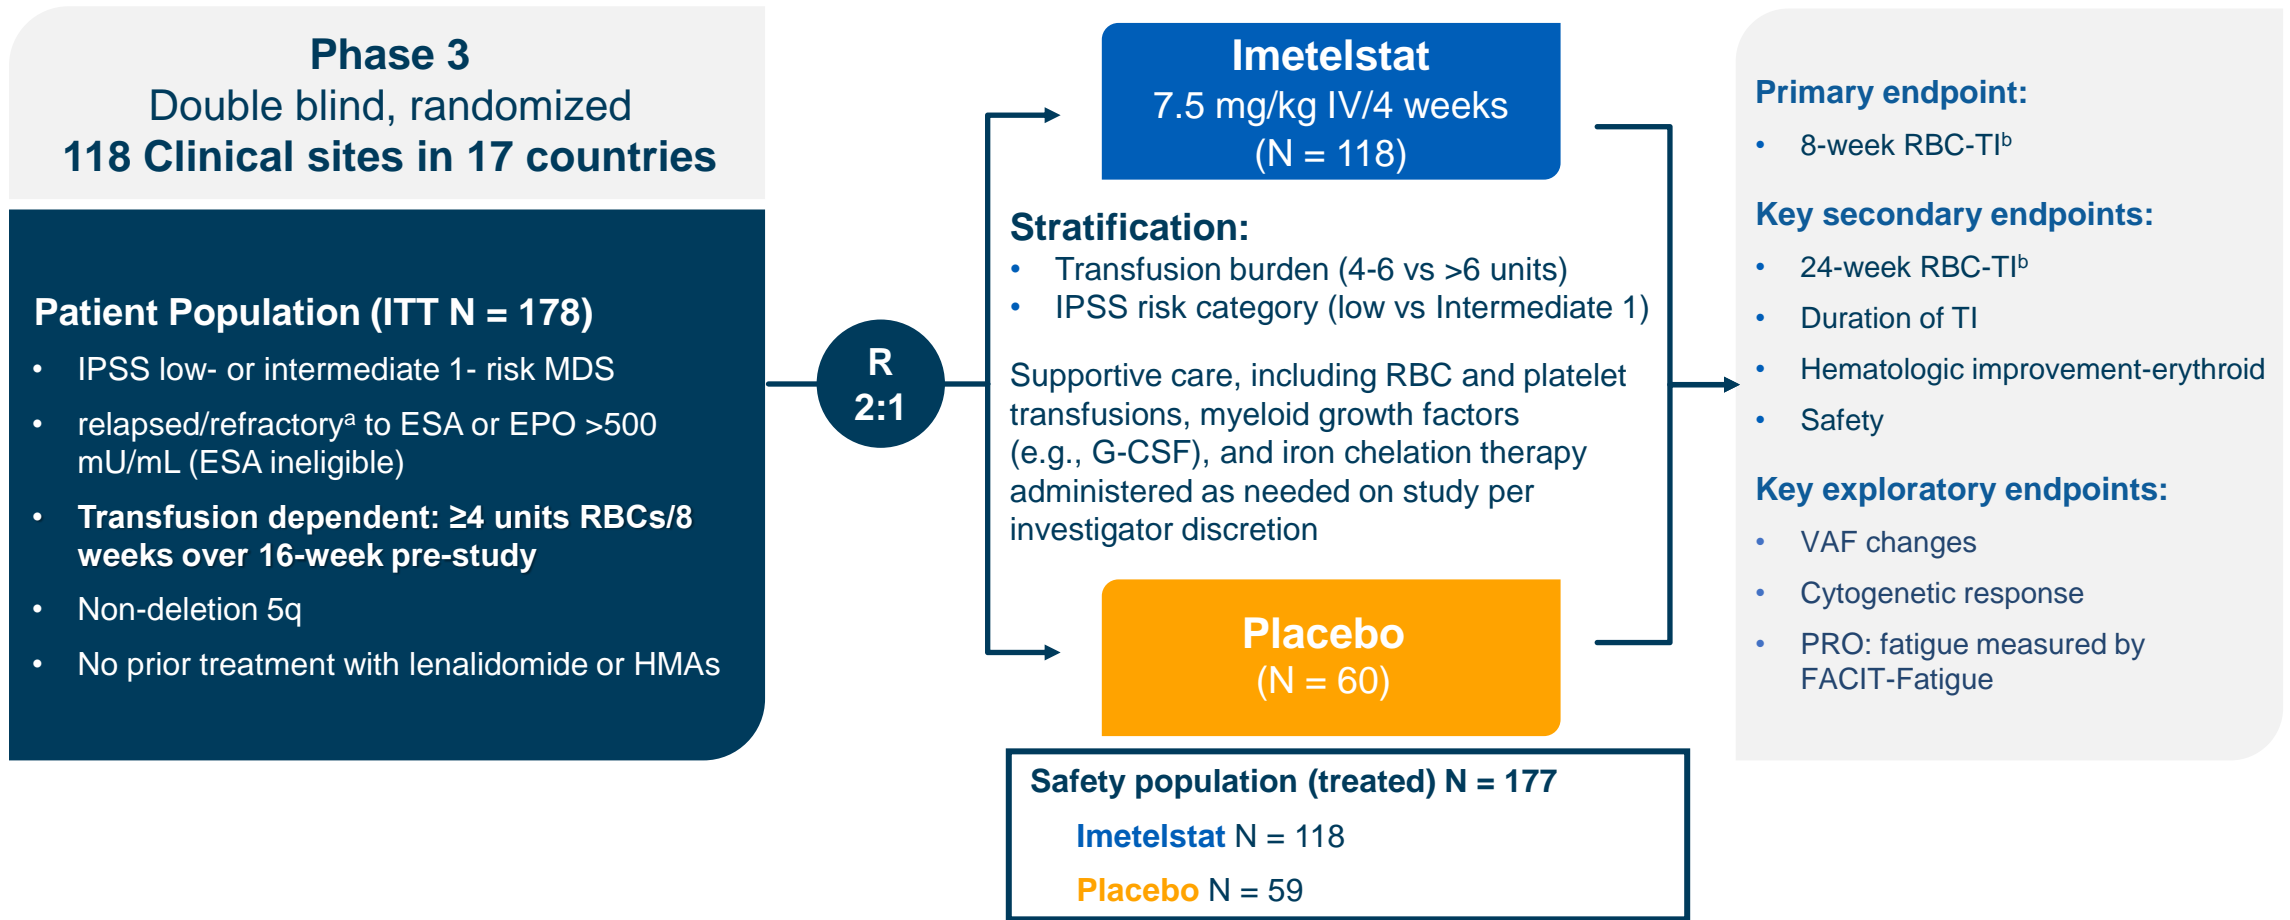 Phase 3
Double blind, randomized
118 Clinical sites in 17 countries
Patient Population (ITT N = 178)
• IPSS low- or intermediate 1- risk MDS
• relapsed/refractoryᵃ to ESA or EPO >500
mU/mL (ESA ineligible)
• Transfusion dependent: ≥4 units RBCs/8
weeks over 16-week pre-study
• Non-deletion 5q
• No prior treatment with lenalidomide or HMAs
R
2:1
Imetelstat
7.5 mg/kg IV/4 weeks
(N = 118)
Stratification:
• Transfusion burden (4-6 vs >6 units)
• IPSS risk category (low vs Intermediate 1)
Supportive care, including RBC and platelet
transfusions, myeloid growth factors
(e.g., G-CSF), and iron chelation therapy
administered as needed on study per
investigator discretion
Placebo
(N = 60)
Safety population (treated) N = 177
Imetelstat N = 118
Placebo N = 59
Primary endpoint:
• 8-week RBC-TIᵇ
Key secondary endpoints:
• 24-week RBC-TIᵇ
• Duration of TI
• Hematologic improvement-erythroid
• Safety
Key exploratory endpoints:
• VAF changes
• Cytogenetic response
• PRO: fatigue measured by
FACIT-Fatigue